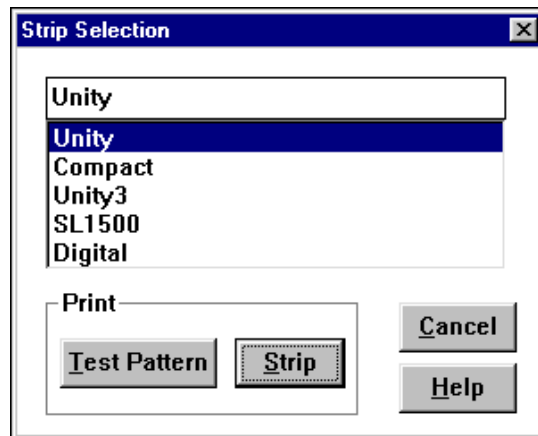 Strip Selection
Unity
Unity
Compact
Unity3
SL1500
Digital
Print
Test Pattern
Strip
Cancel
Help